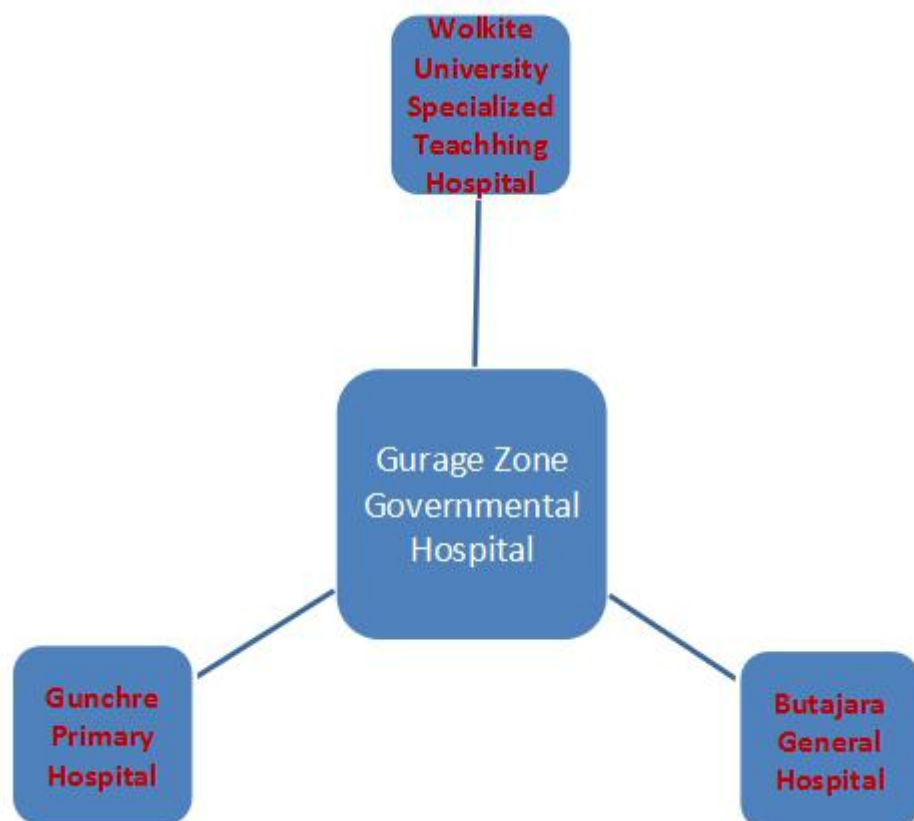 Wolkite
University
Specialized
Teachhing
Hospital
Gurage Zone
Governmental
Hospital
Gunchre
Primary
Hospital
Butajara
General
Hospital